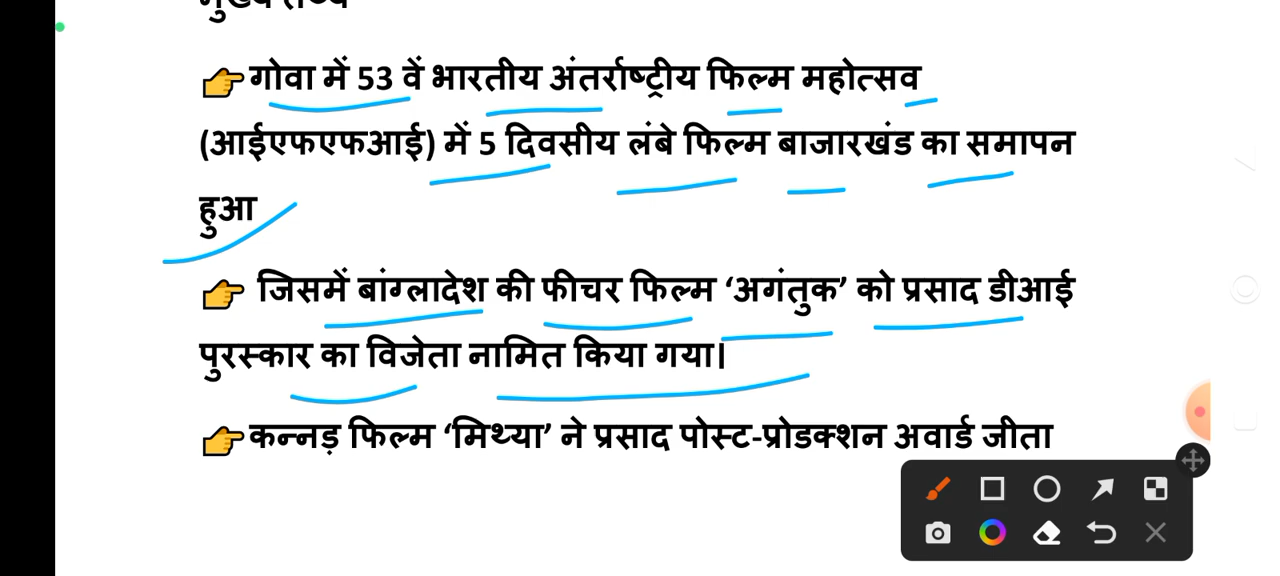 मुख्य तथ्य
👉गोवा में 53 वें भारतीय अंतर्राष्ट्रीय फिल्म महोत्सव
(आईएफएफआई) में 5 दिवसीय लंबे फिल्म बाजारखंड का समापन
हुआ
👉 जिसमें बांग्लादेश की फीचर फिल्म ‘अगंतुक’ को प्रसाद डीआई
पुरस्कार का विजेता नामित किया गया।
👉कन्नड़ फिल्म ‘मिथ्या’ ने प्रसाद पोस्ट-प्रोडक्शन अवार्ड जीता